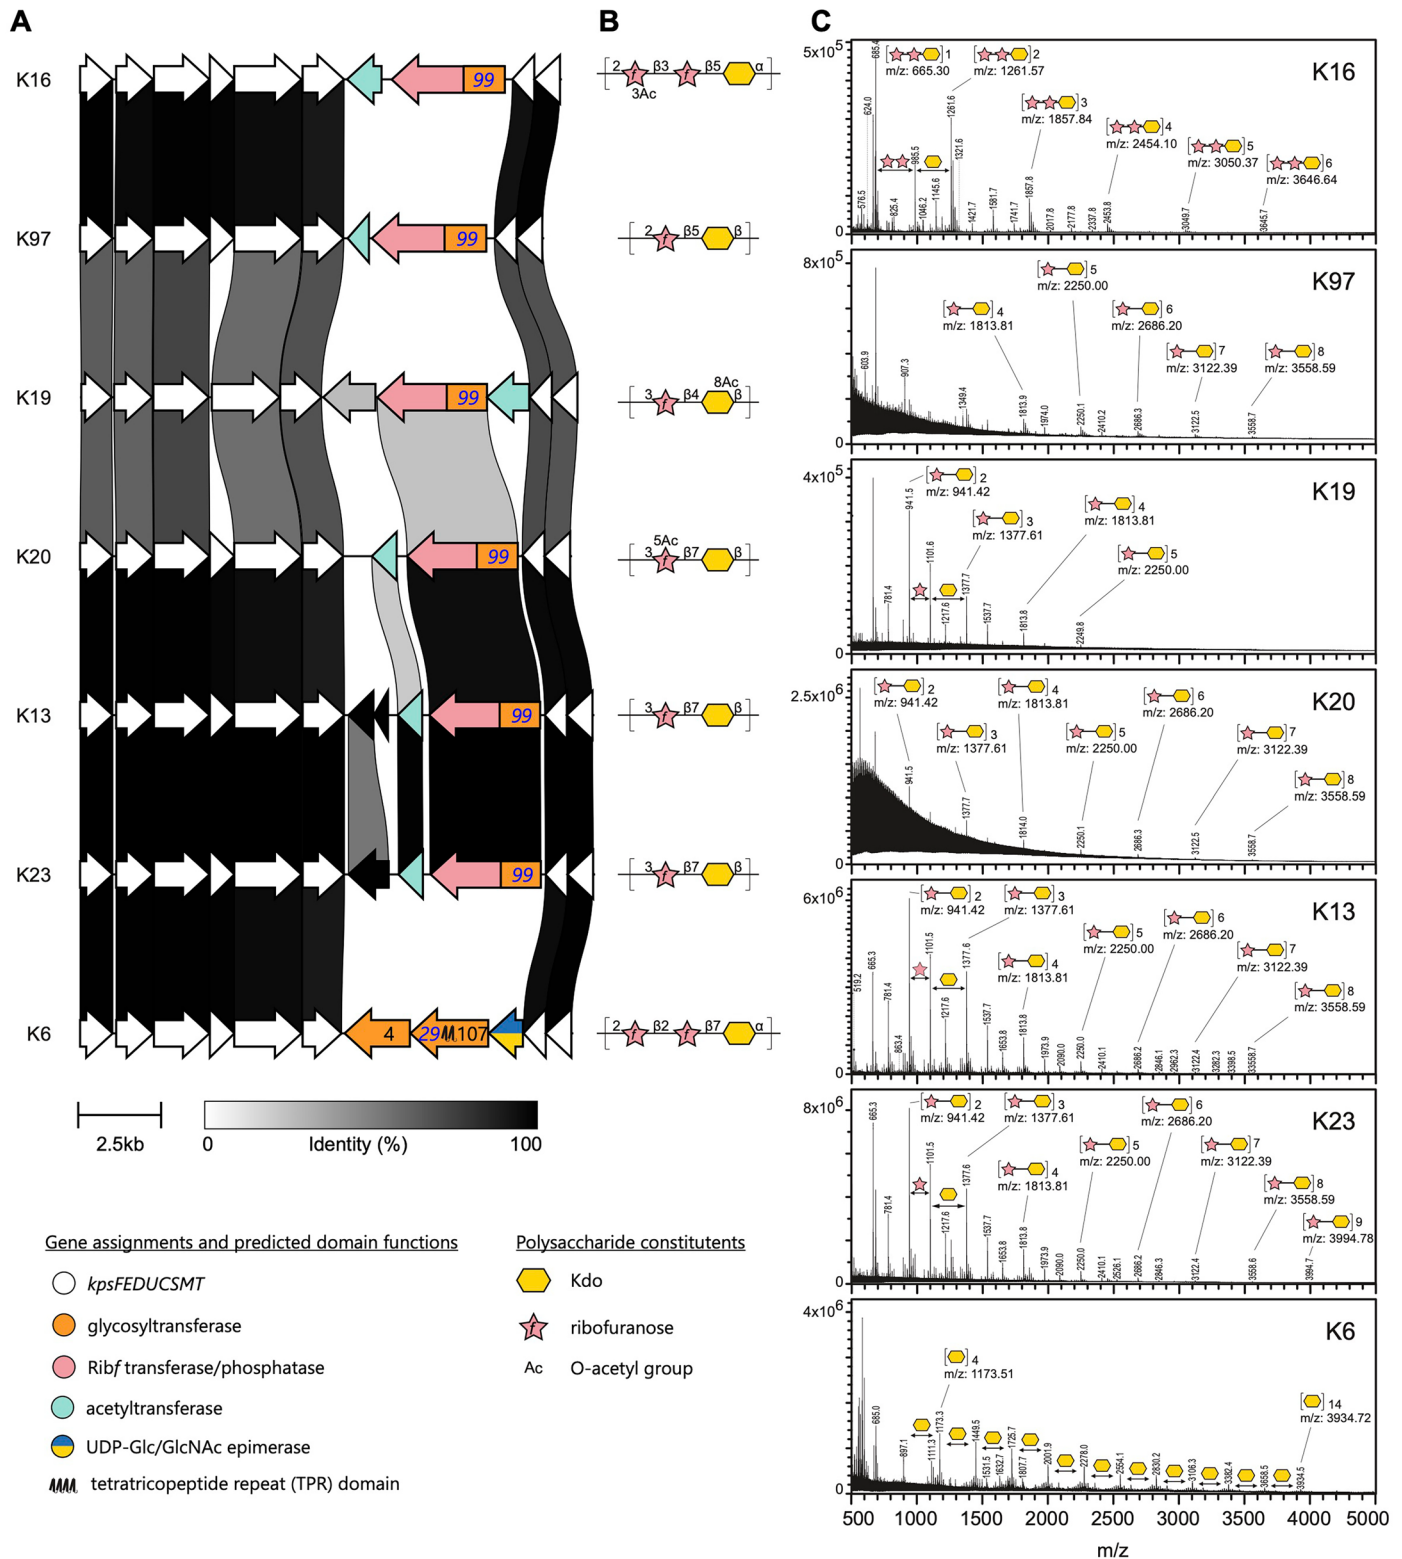 A
B
C
K16
99
2 β3 β5 α
3Ac
K97
99
2 β5 β
K19
99
8Ac
3 β4 β
K20
99
5Ac
3 β7 β
K13
99
3 β7 β
K23
99
3 β7 β
K6
4 29 107
2 β2 β7 α
2.5kb
0 Identity (%) 100
Gene assignments and predicted domain functions
kpsFEDUCSMT
glycosyltransferase
Ribf transferase/phosphatase
acetyltransferase
UDP-Glc/GlcNAc epimerase
tetratricopeptide repeat (TPR) domain
Polysaccharide constitutents
Kdo
f ribofuranose
Ac O-acetyl group
5x10⁵
0
K16
1
m/z: 665.30
2
m/z: 1261.57
3
m/z: 1857.84
4
m/z: 2454.10
5
m/z: 3050.37
6
m/z: 3646.64
576.5 624.0 685.4 825.4 985.5 1046.2 1145.6 1261.6 1321.6 1421.7 1581.7 1741.7 1857.8 2017.8 2177.8 2337.8 2453.8 3049.7 3645.7
8x10⁵
0
K97
4
m/z: 1813.81
5
m/z: 2250.00
6
m/z: 2686.20
7
m/z: 3122.39
8
m/z: 3558.59
603.9 907.3 1349.4 1813.9 1974.0 2250.1 2410.2 2686.3 3122.5 3558.7
4x10⁵
0
K19
2
m/z: 941.42
3
m/z: 1377.61
4
m/z: 1813.81
5
m/z: 2250.00
781.4 941.5 1101.6 1217.6 1377.7 1537.7 1813.8 2249.8
2.5x10⁶
0
K20
2
m/z: 941.42
3
m/z: 1377.61
4
m/z: 1813.81
5
m/z: 2250.00
6
m/z: 2686.20
7
m/z: 3122.39
8
m/z: 3558.59
941.5 1377.7 1814.0 2250.1 2686.3 3122.5 3558.7
6x10⁶
0
K13
2
m/z: 941.42
3
m/z: 1377.61
4
m/z: 1813.81
5
m/z: 2250.00
6
m/z: 2686.20
7
m/z: 3122.39
8
m/z: 3558.59
519.2 665.3 781.4 863.4 1101.5 1217.6 1377.6 1537.7 1653.8 1813.8 1973.9 2090.0 2250.0 2410.1 2686.2 2846.1 2962.3 3122.4 3282.3 3398.5 33558.7
8x10⁶
0
K23
2
m/z: 941.42
3
m/z: 1377.61
4
m/z: 1813.81
5
m/z: 2250.00
6
m/z: 2686.20
7
m/z: 3122.39
8
m/z: 3558.59
9
m/z: 3994.78
665.3 781.4 1101.5 1217.6 1377.6 1537.7 1653.8 1813.8 1973.9 2090.0 2250.0 2410.1 2526.1 2686.2 2846.3 3122.4 3558.6 3994.7
4x10⁶
0
K6
4
m/z: 1173.51
14
m/z: 3934.72
685.0 897.1 1111.3 1173.3 1449.5 1531.5 1632.7 1725.7 1807.7 2001.9 2278.0 2554.1 2830.2 3106.3 3382.4 3658.5 3934.5
500 1000 1500 2000 2500 3000 3500 4000 5000
m/z